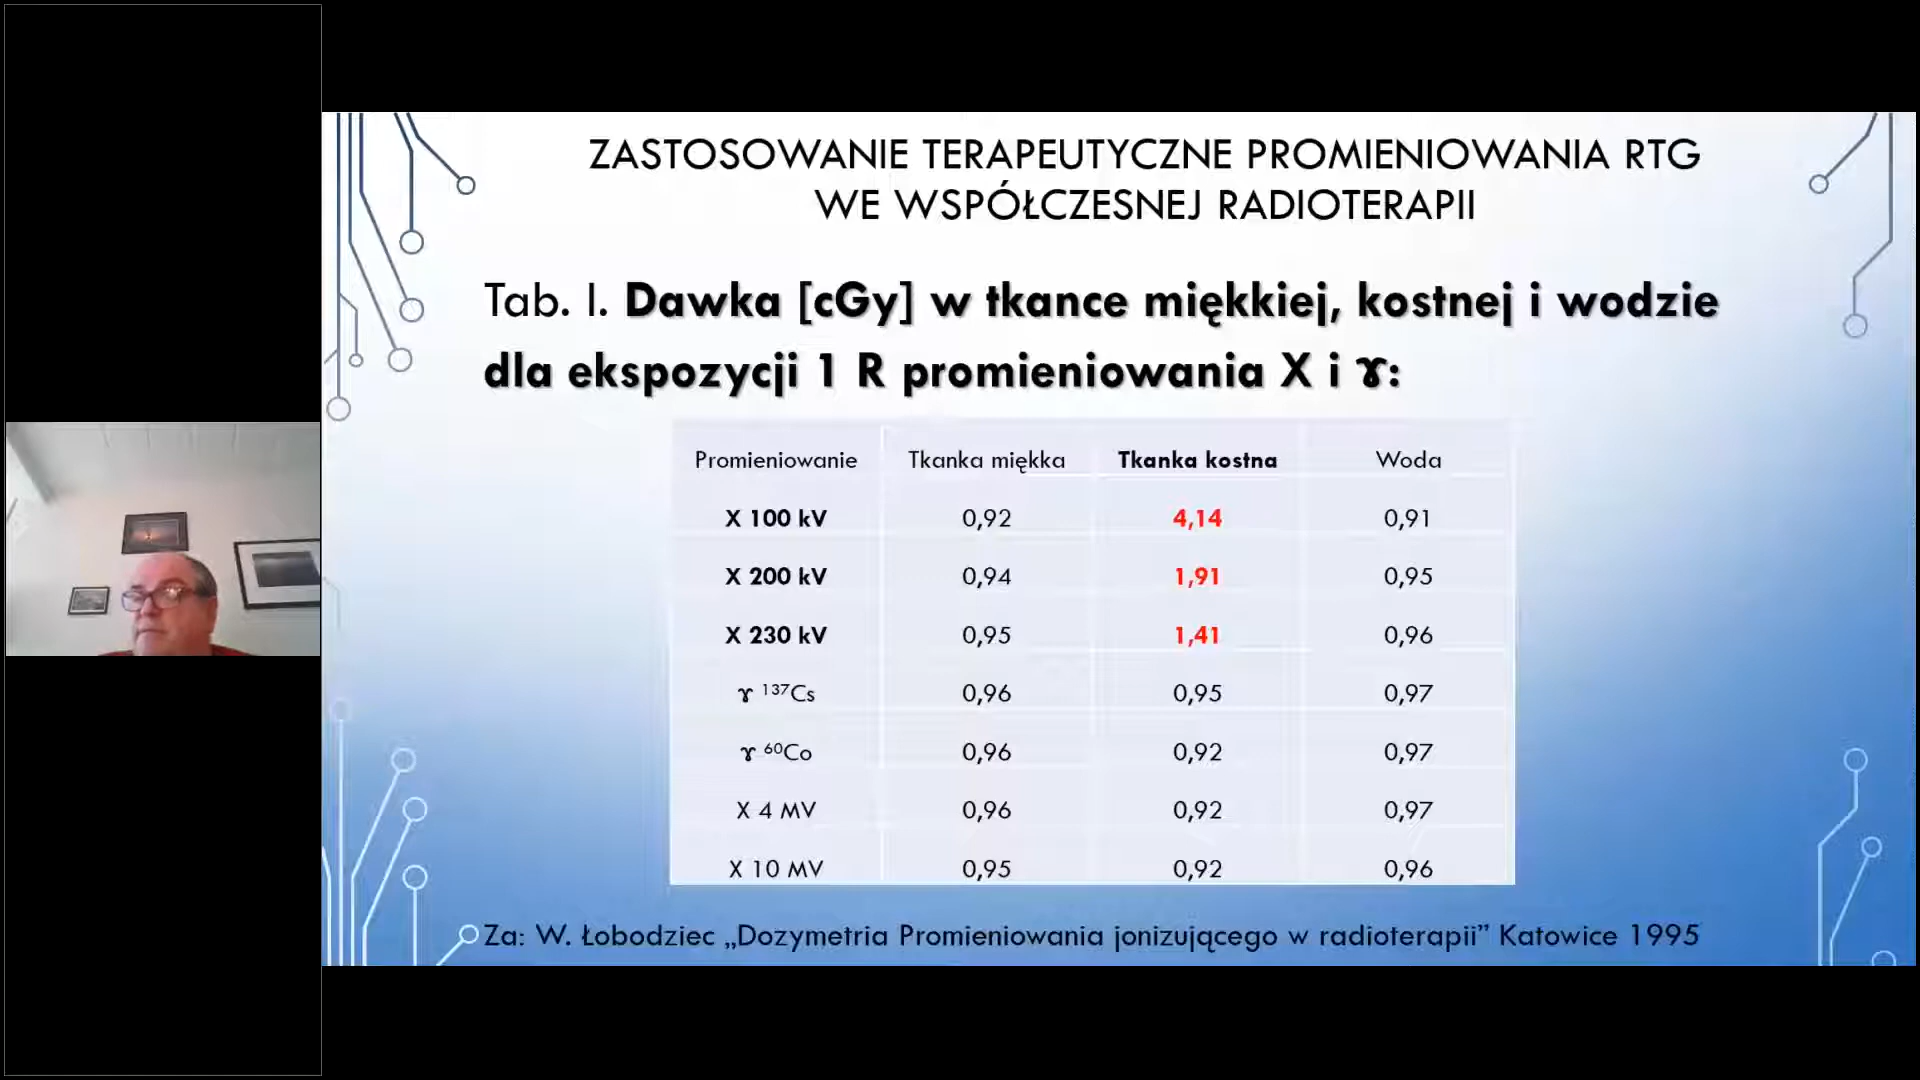 ZASTOSOWANIE TERAPEUTYCZNE PROMIENIOWANIA RTG
WE WSPÓŁCZESNEJ RADIOTERAPII
Tab. I. Dawka [cGy] w tkance miękkiej, kostnej i wodzie
dla ekspozycji 1 R promieniowania X i ɤ:
Promieniowanie Tkanka miękka Tkanka kostna Woda
X 100 kV 0,92 4,14 0,91
X 200 kV 0,94 1,91 0,95
X 230 kV 0,95 1,41 0,96
ɤ ¹³⁷Cs 0,96 0,95 0,97
ɤ ⁶⁰Co 0,96 0,92 0,97
X 4 MV 0,96 0,92 0,97
X 10 MV 0,95 0,92 0,96
Za: W. Łobodziec „Dozymetria Promieniowania jonizującego w radioterapii” Katowice 1995